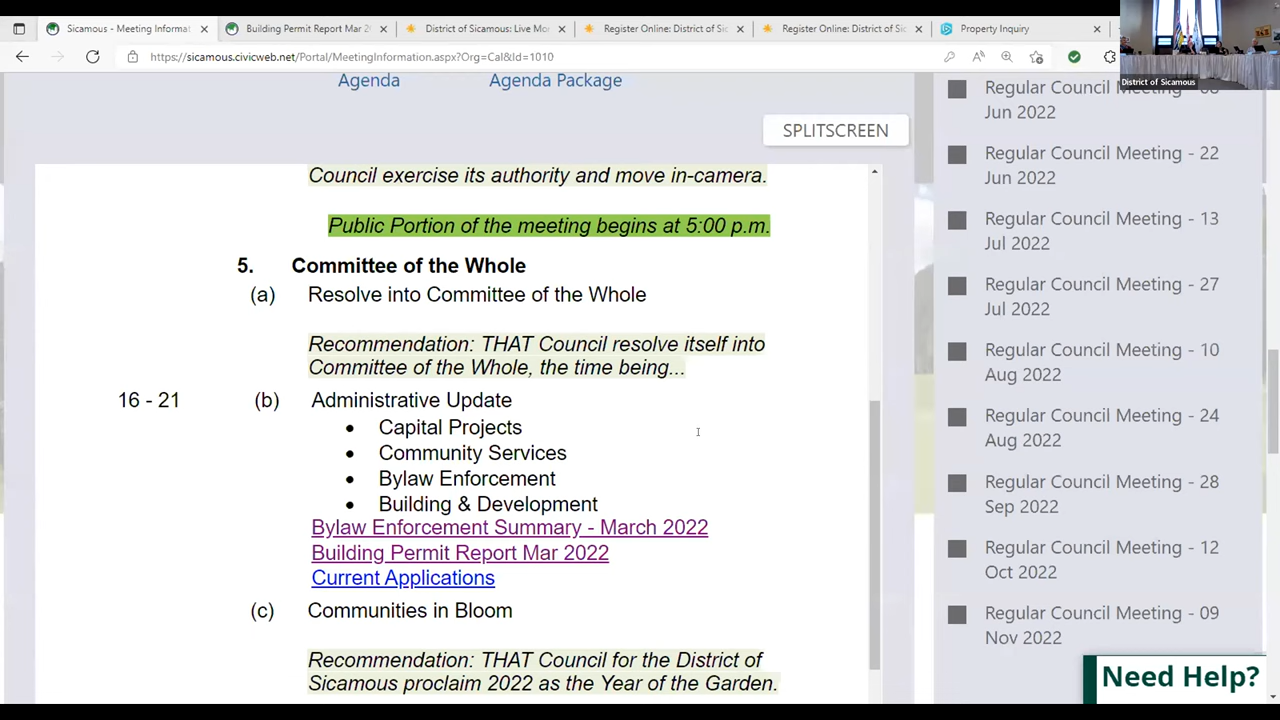 Sicamous - Meeting Informati
Building Permit Report Mar 2
District of Sicamous: Live Mo
Register Online: District of Sic
Register Online: District of Sic
Property Inquiry
https://sicamous.civicweb.net/Portal/MeetingInformation.aspx?Org=Cal&Id=1010
District of Sicamous
Agenda
Agenda Package
SPLITSCREEN
Council exercise its authority and move in-camera.
Public Portion of the meeting begins at 5:00 p.m.
5. Committee of the Whole
(a) Resolve into Committee of the Whole
Recommendation: THAT Council resolve itself into
Committee of the Whole, the time being...
16 - 21 (b) Administrative Update
• Capital Projects
• Community Services
• Bylaw Enforcement
• Building & Development
Bylaw Enforcement Summary - March 2022
Building Permit Report Mar 2022
Current Applications
(c) Communities in Bloom
Recommendation: THAT Council for the District of
Sicamous proclaim 2022 as the Year of the Garden.
Regular Council Meeting - 08
Jun 2022
Regular Council Meeting - 22
Jun 2022
Regular Council Meeting - 13
Jul 2022
Regular Council Meeting - 27
Jul 2022
Regular Council Meeting - 10
Aug 2022
Regular Council Meeting - 24
Aug 2022
Regular Council Meeting - 28
Sep 2022
Regular Council Meeting - 12
Oct 2022
Regular Council Meeting - 09
Nov 2022
Need Help?